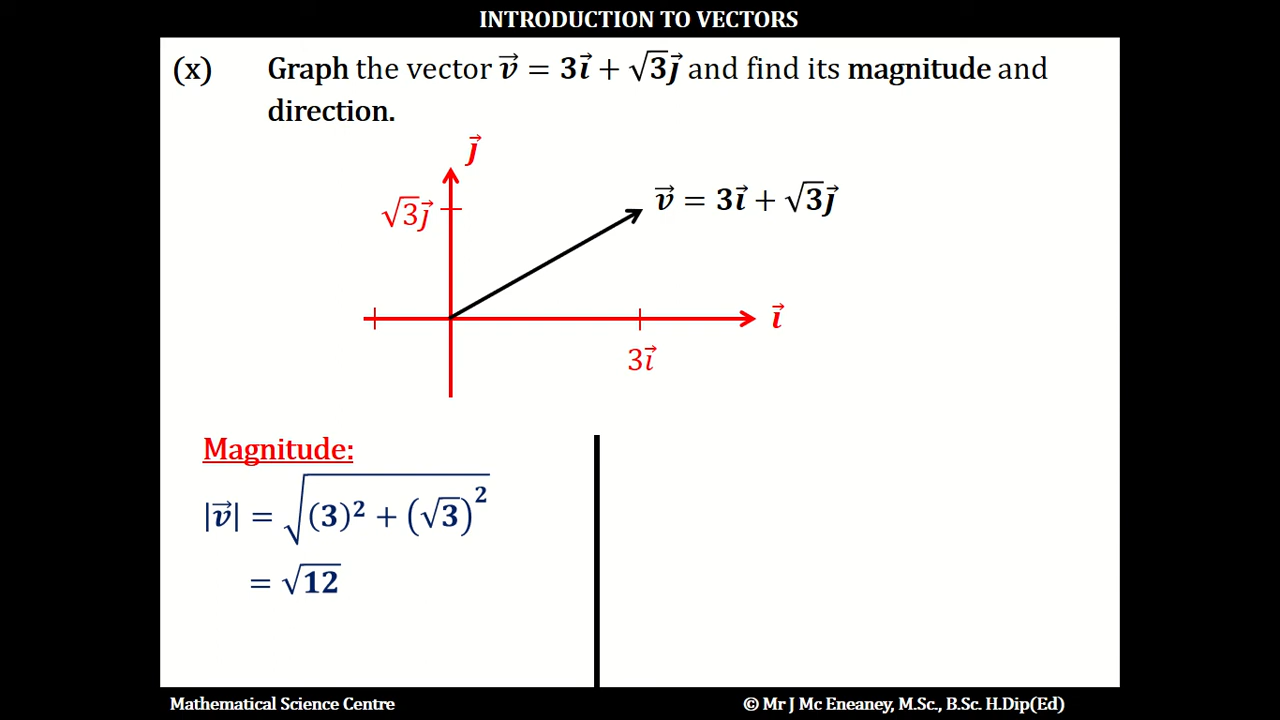 INTRODUCTION TO VECTORS
(x) Graph the vector v⃗ = 3i⃗ + √3j⃗ and find its magnitude and
direction.
j⃗
√3j⃗
v⃗ = 3i⃗ + √3j⃗
i⃗
3i⃗
Magnitude:
|v⃗| = √((3)² + (√3)²)
= √12
Mathematical Science Centre
© Mr J Mc Eneaney, M.Sc., B.Sc. H.Dip(Ed)